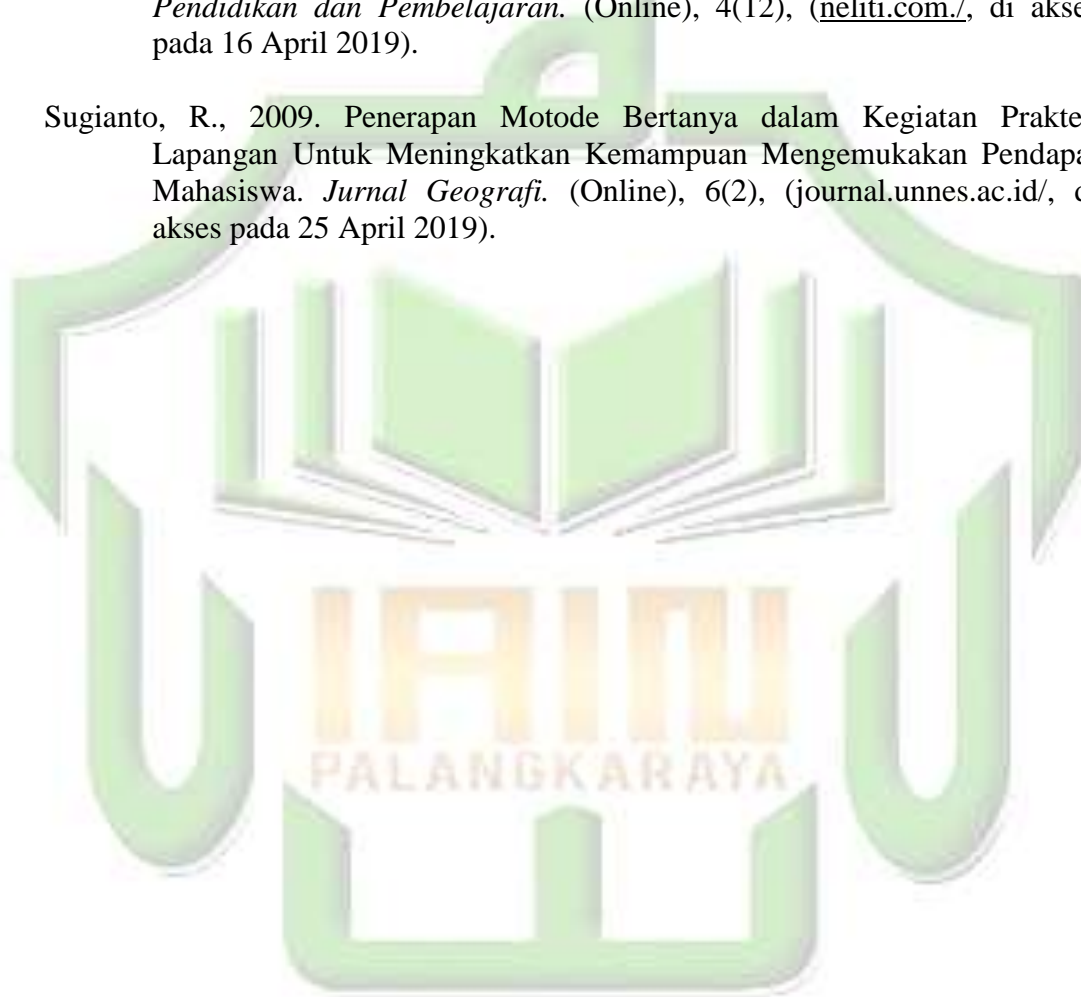 Pendidikan dan Pembelajaran. (Online), 4(12), (neliti.com./, di akse
pada 16 April 2019).
Sugianto, R., 2009. Penerapan Motode Bertanya dalam Kegiatan Prakte
Lapangan Untuk Meningkatkan Kemampuan Mengemukakan Pendapa
Mahasiswa. Jurnal Geografi. (Online), 6(2), (journal.unnes.ac.id/, d
akses pada 25 April 2019).
IAIN
PALANGKARAYA